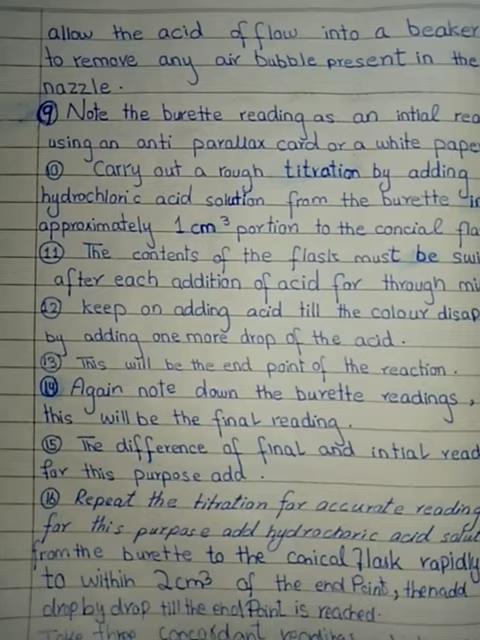 allow the acid of flow into a beaker
to remove any air bubble present in the
nazzle.
⑨ Note the burette reading as an intial rea
using an anti parallax card or a white pape
⑩ Carry out a rough titration by adding
hydrochloric acid solution from the burette in
approximately 1 cm³ portion to the concial fla
⑪ The contents of the flask must be swi
after each addition of acid for through mi
⑫ keep on adding acid till the colour disap
by adding one more drop of the acid.
⑬ This will be the end point of the reaction.
⑭ Again note down the burette readings,
this will be the final reading.
⑮ The difference of final and intial read
for this purpose add.
⑯ Repeat the titration for accurate reading
for this purpose add hydrochoric acid solut
from the burette to the conical flask rapidly
to within 2cm³ of the end Point, then add
drop by drop till the end Point is reached.
Take three concordant readings